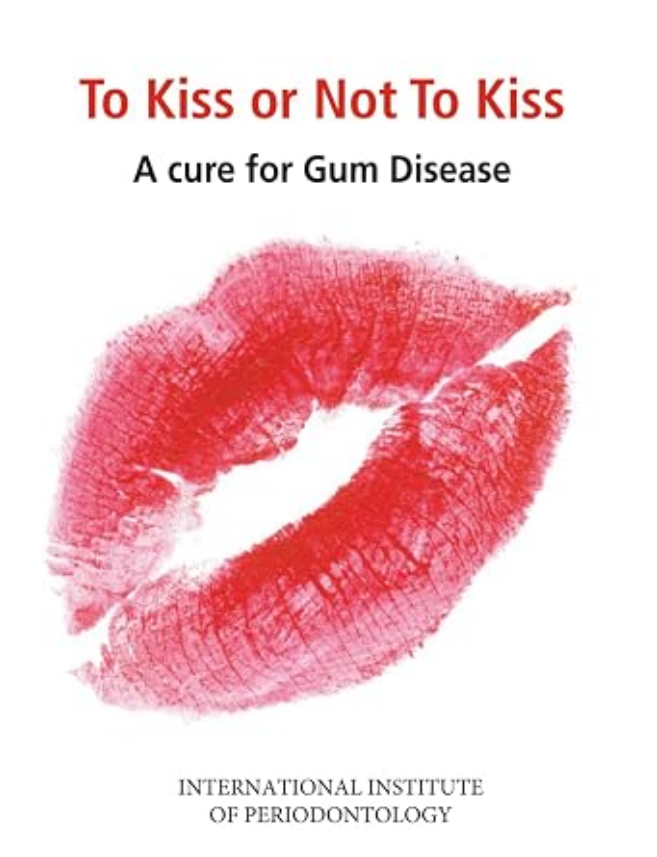 To Kiss or Not To Kiss
A cure for Gum Disease
INTERNATIONAL INSTITUTE
OF PERIODONTOLOGY